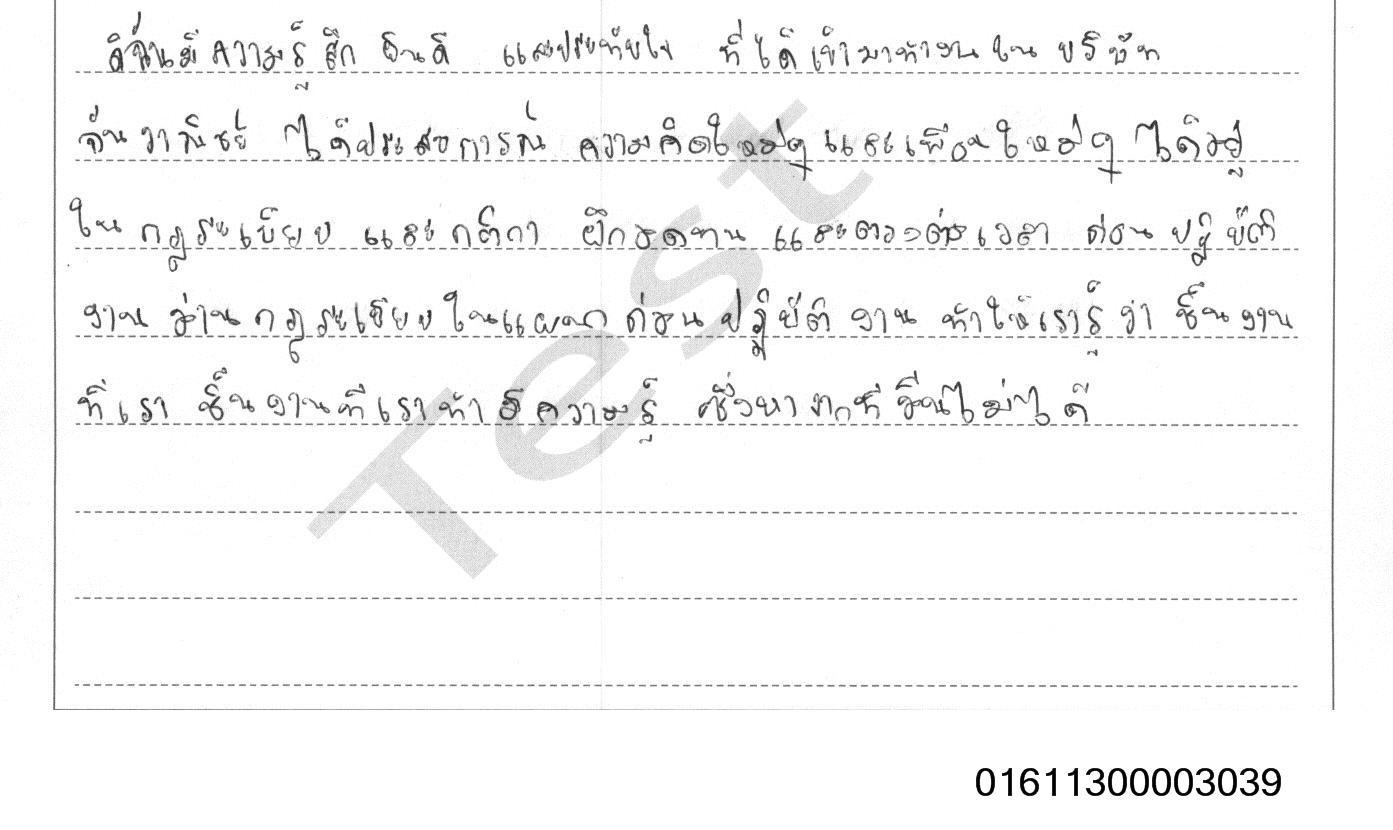 ดิฉันมีความรู้สึก ยินดี และประทับใจ ที่ได้เข้ามาทำงานใน บริษัท
จันวาณิชย์ ได้ประสบการณ์ ความคิดใหม่ๆ และเพื่อนใหม่ๆ ได้อยู่
ใน กฎระเบียบ และกติกา ฝึกอดทน และตรงต่อเวลา ก่อน ปฏิบัติ
งาน อ่านกฎระเบียบในแผนก ก่อนปฏิบัติ งาน ทำให้เรารู้ ว่า ชิ้นงาน
ที่เรา ชิ้นงานที่เราทำ มีความรู้ ซึ่งหาจากที่อื่นไม่ได้
Test
01611300003039